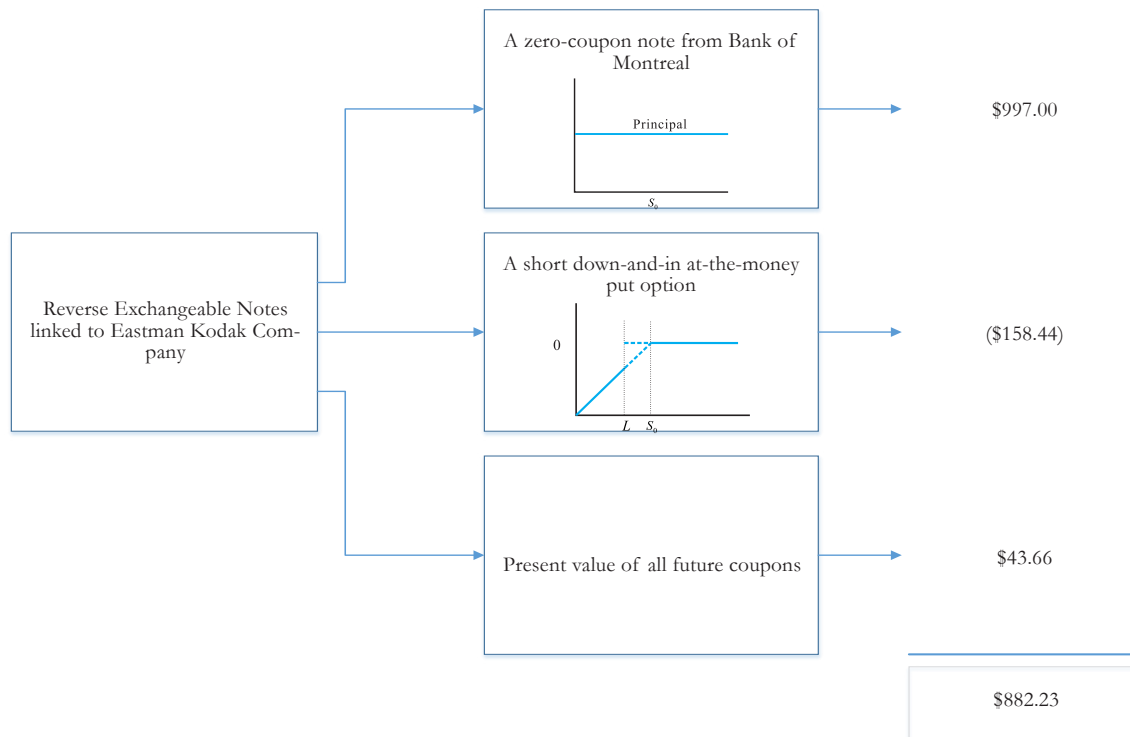 A zero-coupon note from Bank of
Montreal
Principal
S₀
$997.00
Reverse Exchangeable Notes
linked to Eastman Kodak Com-
pany
A short down-and-in at-the-money
put option
0
L S₀
($158.44)
Present value of all future coupons
$43.66
$882.23